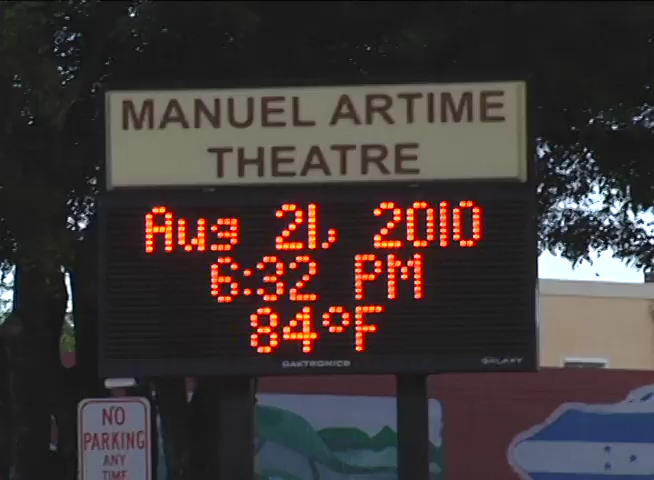 MANUEL ARTIME
THEATRE
Aug 21, 2010
6:32 PM
84°F
DAKTRONICS GALAXY
NO
PARKING
ANY
TIME